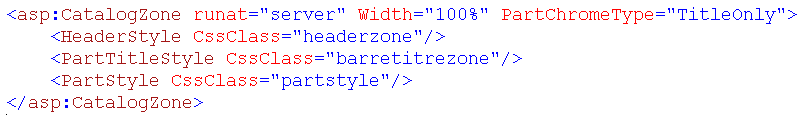 <asp:CatalogZone runat="server" Width="100%" PartChromeType="TitleOnly">
    <HeaderStyle CssClass="headerzone"/>
    <PartTitleStyle CssClass="barretitrezone"/>
    <PartStyle CssClass="partstyle"/>
</asp:CatalogZone>